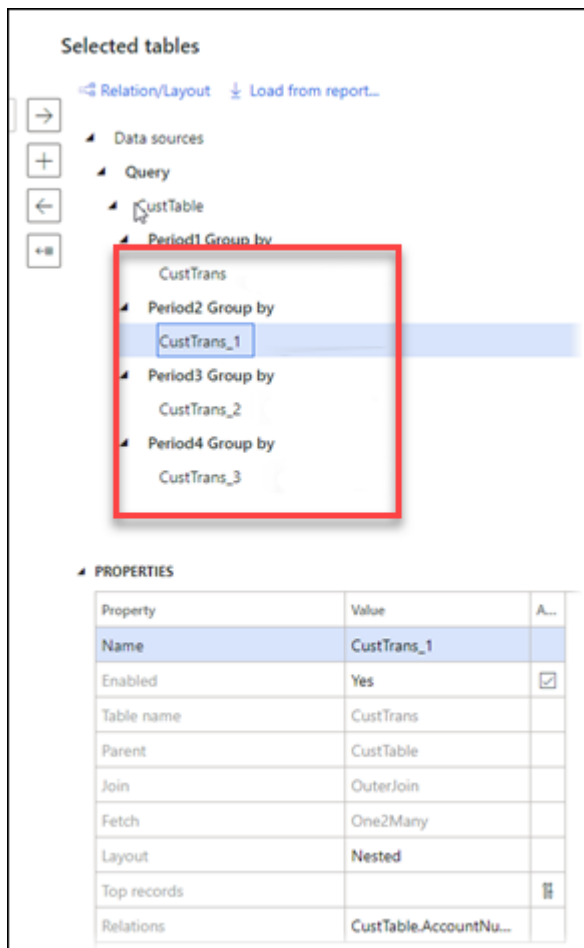 Selected tables
Relation/Layout Load from report...
Data sources
Query
CustTable
Period1 Group by
CustTrans
Period2 Group by
CustTrans_1
Period3 Group by
CustTrans_2
Period4 Group by
CustTrans_3
PROPERTIES
Property Value A...
Name CustTrans_1
Enabled Yes
Table name CustTrans
Parent CustTable
Join OuterJoin
Fetch One2Many
Layout Nested
Top records
Relations CustTable.AccountNu...